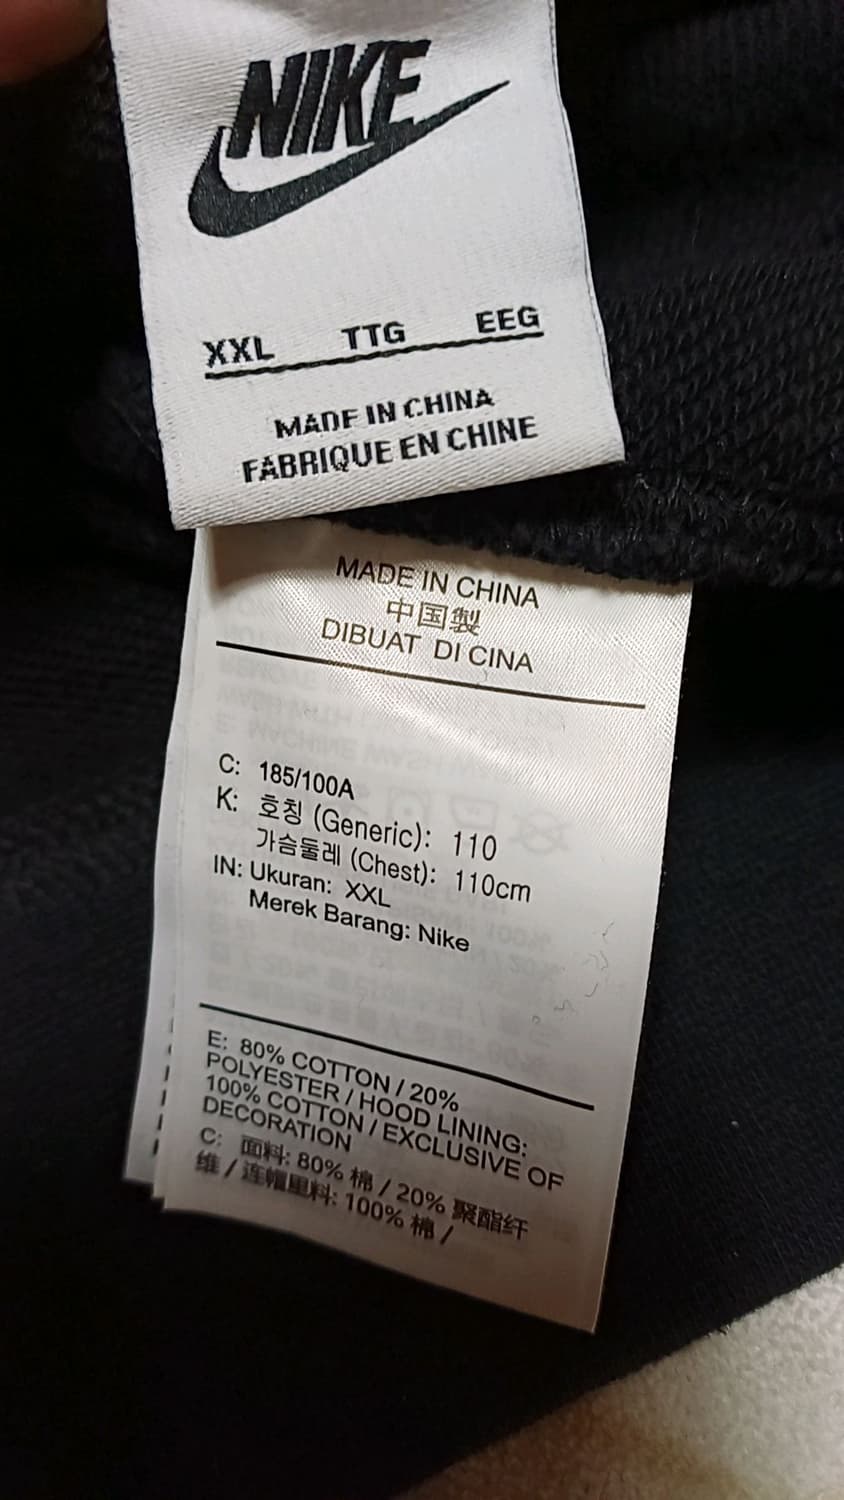 NIKE
XXL TTG EEG
MADE IN CHINA
FABRIQUE EN CHINE
MADE IN CHINA
中国製
DIBUAT DI CINA
C: 185/100A
K: 호칭 (Generic): 110
가슴둘레 (Chest): 110cm
IN: Ukuran: XXL
Merek Barang: Nike
E: 80% COTTON / 20%
POLYESTER / HOOD LINING:
100% COTTON / EXCLUSIVE OF
DECORATION
C: 面料: 80% 棉 / 20% 聚酯纤
维 / 连帽里料: 100% 棉 /